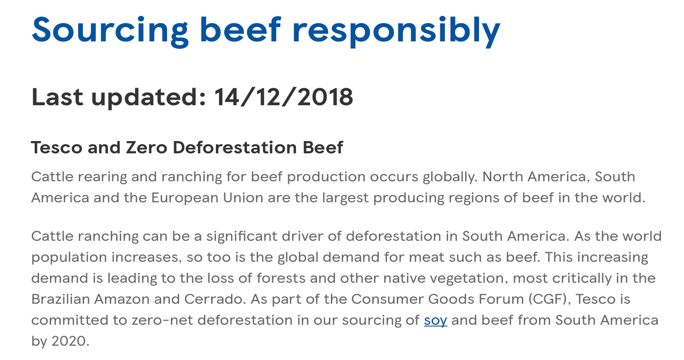 Sourcing beef responsibly
Last updated: 14/12/2018
Tesco and Zero Deforestation Beef
Cattle rearing and ranching for beef production occurs globally. North America, South
America and the European Union are the largest producing regions of beef in the world.
Cattle ranching can be a significant driver of deforestation in South America. As the world
population increases, so too is the global demand for meat such as beef. This increasing
demand is leading to the loss of forests and other native vegetation, most critically in the
Brazilian Amazon and Cerrado. As part of the Consumer Goods Forum (CGF), Tesco is
committed to zero-net deforestation in our sourcing of soy and beef from South America
by 2020.